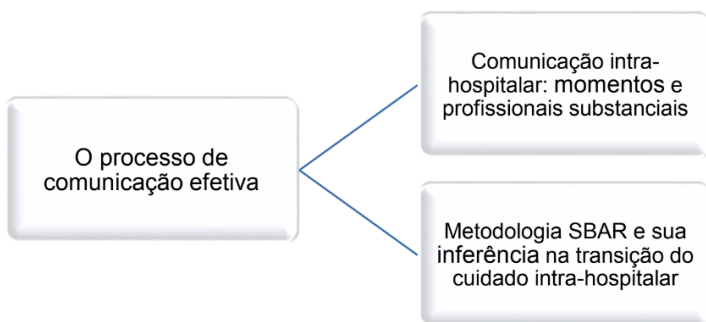 O processo de
comunicação efetiva
Comunicação intra-
hospitalar: momentos e
profissionais substanciais
Metodologia SBAR e sua
inferência na transição do
cuidado intra-hospitalar